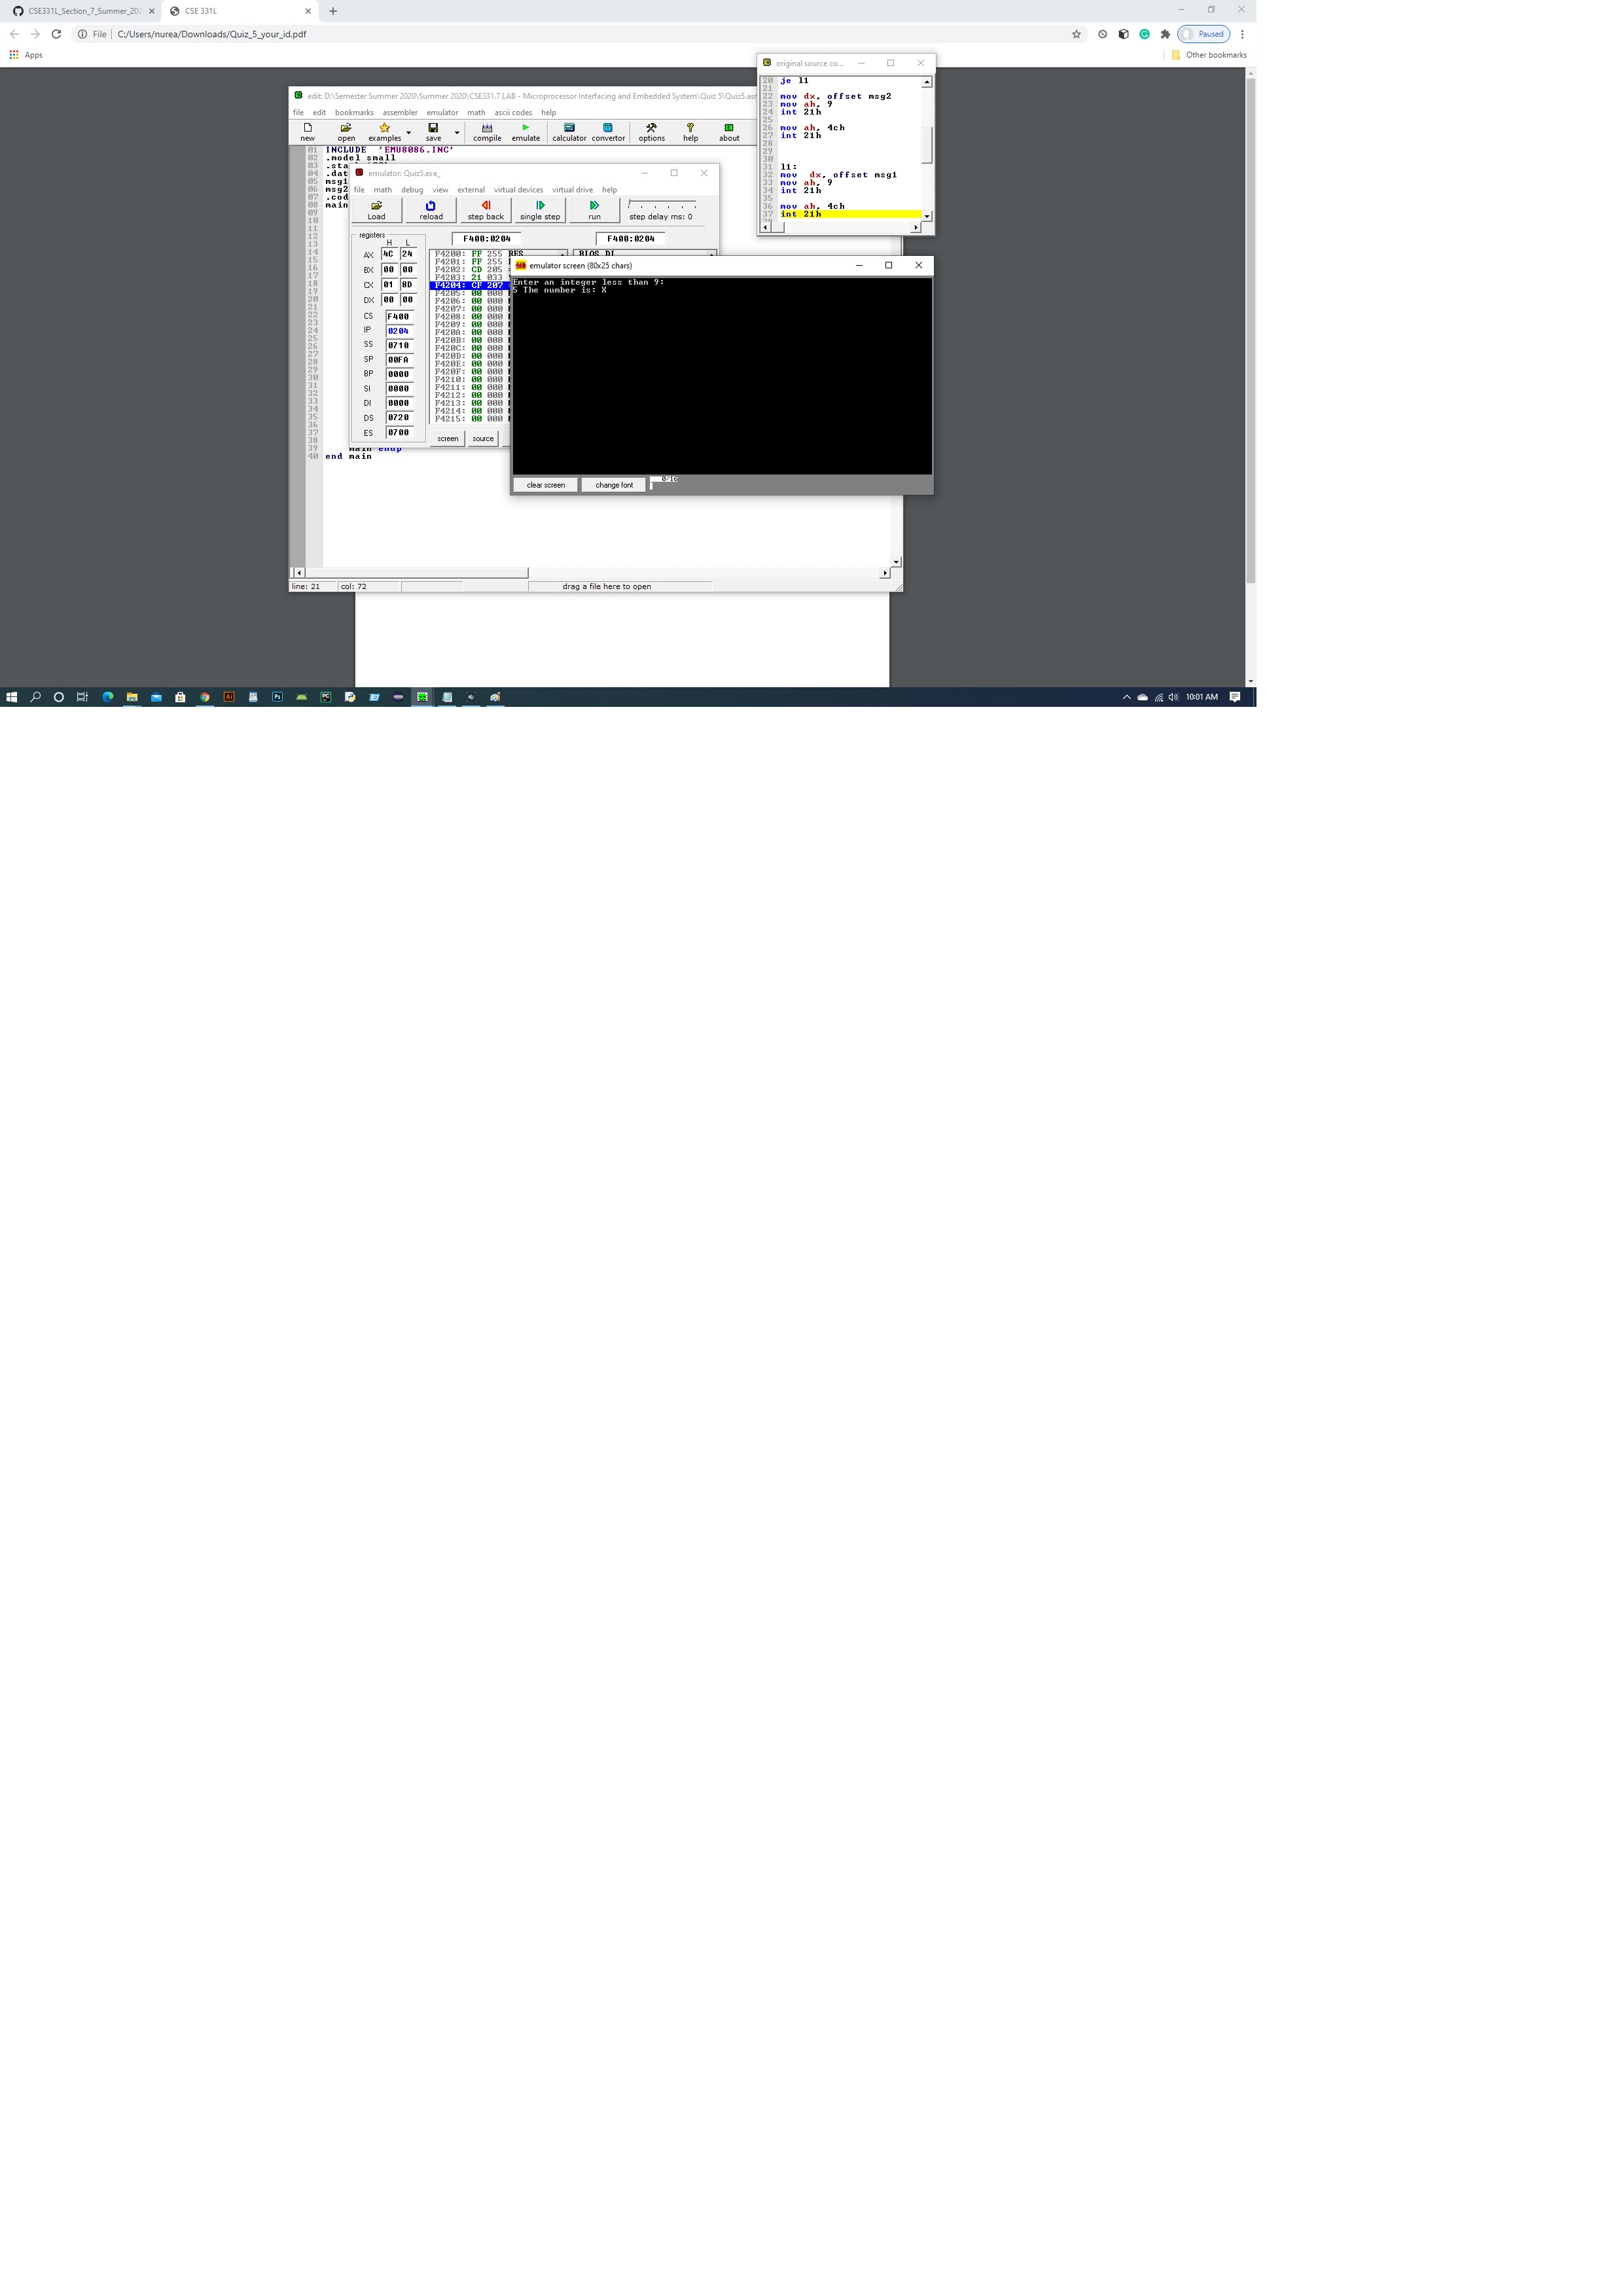 CSE331L_Section_7_Summer_202
CSE 331L
File
C:/Users/nurea/Downloads/Quiz_5_your_id.pdf
Paused
Apps
Other bookmarks
original source co...
20 je l1
21
22 mov dx, offset msg2
23 mov ah, 9
24 int 21h
25
26 mov ah, 4ch
27 int 21h
28
29
30
31 l1:
32 mov  dx, offset msg1
33 mov ah, 9
34 int 21h
35
36 mov ah, 4ch
37 int 21h
edit: D:\Semester Summer 2020\Summer 2020\CSE331.7 LAB - Microprocessor Interfacing and Embedded System\Quiz 5\Quiz5.asm
file edit bookmarks assembler emulator math ascii codes help
new open examples save compile emulate calculator convertor options help about
01 INCLUDE  'EMU8086.INC'
02 .model small
03
04 .dat
05 msg1
06 msg2
07 .cod
08 main
09
10
11
12
13
14
15
16
17
18
19
20
21
22
23
24
25
26
27
28
29
30
31
32
33
34
35
36
37
38
39 main endp
40 end main
emulator: Quiz5.exe_
file math debug view external virtual devices virtual drive help
Load reload step back single step run step delay ms: 0
registers
H L
F400:0204 F400:0204
AX 4C 24
BX 00 00
CX 01 8D
DX 00 00
CS F400
IP 0204
SS 0710
SP 00FA
BP 0000
SI 0000
DI 0000
DS 0720
ES 0700
F4200: FF 255 RES
BIOS DI
F4201: FF 255
F4202: CD 205
F4203: 21 033
F4204: CF 207
F4205: 00 000
F4206: 00 000
F4207: 00 000
F4208: 00 000
F4209: 00 000
F420A: 00 000
F420B: 00 000
F420C: 00 000
F420D: 00 000
F420E: 00 000
F420F: 00 000
F4210: 00 000
F4211: 00 000
F4212: 00 000
F4213: 00 000
F4214: 00 000
F4215: 00 000
screen source
emulator screen (80x25 chars)
Enter an integer less than 9:
5 The number is: X
clear screen change font 0/16
line: 21 col: 72 drag a file here to open
10:01 AM